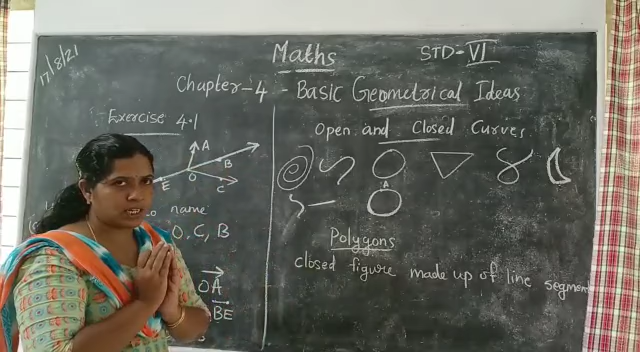 17/8/21
Maths
STD-VI
Chapter-4 - Basic Geometrical Ideas
Exercise 4.1
A
B
O
E
C
name
O, C, B
OA
BE
Open and Closed Curves
A
Polygons
closed figure made up of line segment